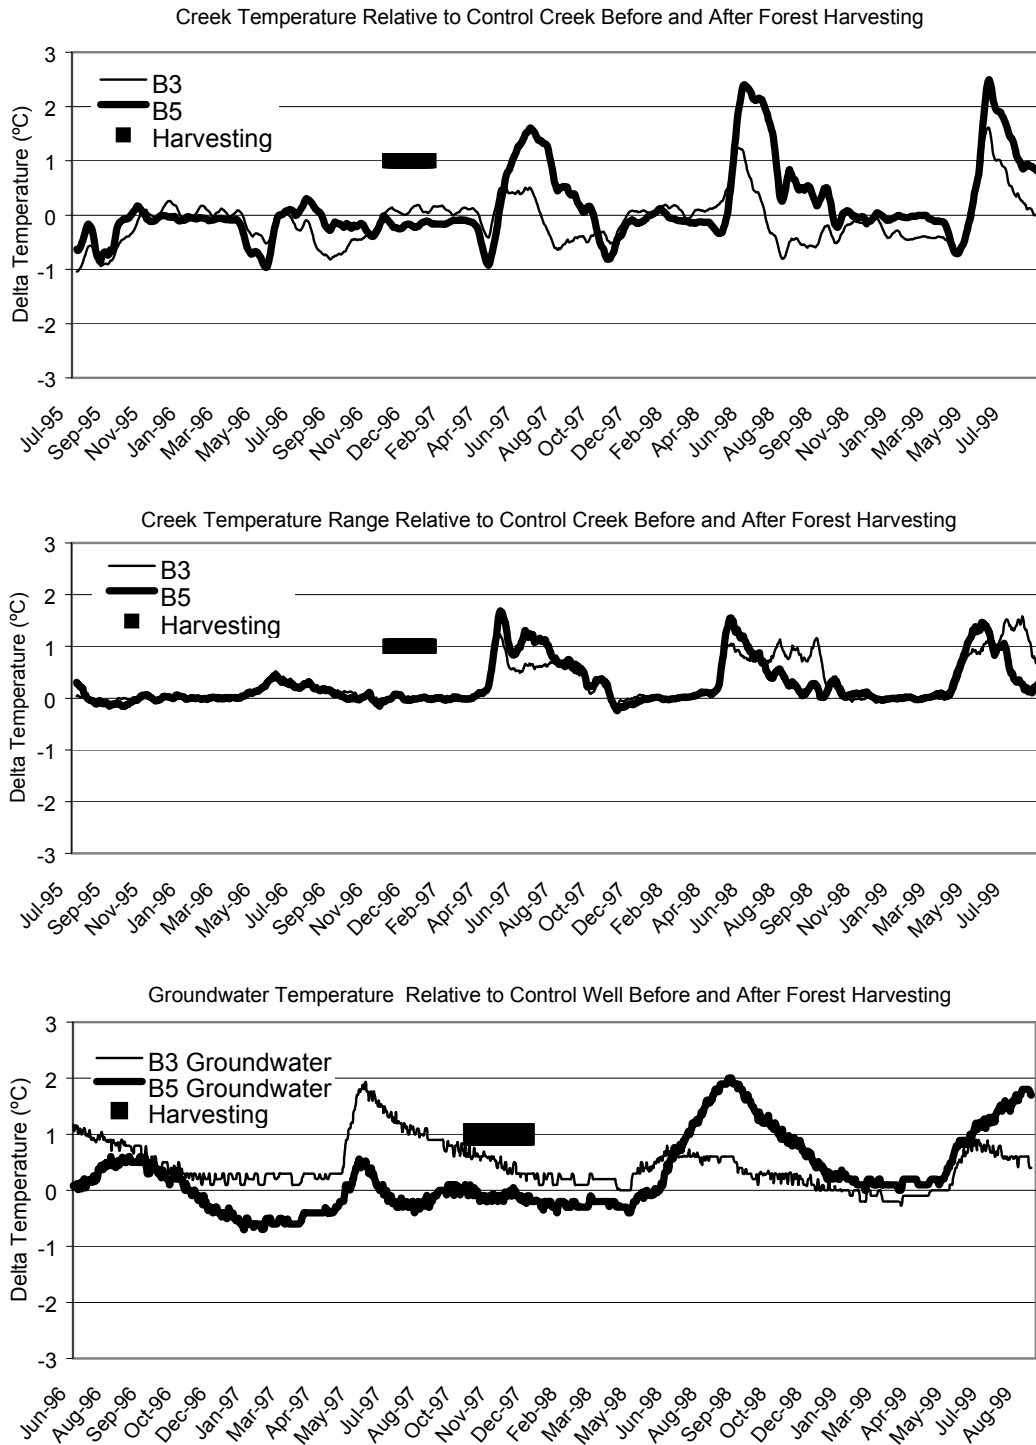 Creek Temperature Relative to Control Creek Before and After Forest Harvesting
Delta Temperature (ºC)
3
2
1
0
-1
-2
-3
B3
B5
Harvesting
Jul-95 Sep-95 Nov-95 Jan-96 Mar-96 May-96 Jul-96 Sep-96 Nov-96 Dec-96 Feb-97 Apr-97 Jun-97 Aug-97 Oct-97 Dec-97 Feb-98 Apr-98 Jun-98 Aug-98 Sep-98 Nov-98 Jan-99 Mar-99 May-99 Jul-99
Creek Temperature Range Relative to Control Creek Before and After Forest Harvesting
Delta Temperature (ºC)
3
2
1
0
-1
-2
-3
B3
B5
Harvesting
Jul-95 Sep-95 Nov-95 Jan-96 Mar-96 May-96 Jul-96 Sep-96 Nov-96 Dec-96 Feb-97 Apr-97 Jun-97 Aug-97 Oct-97 Dec-97 Feb-98 Apr-98 Jun-98 Aug-98 Sep-98 Nov-98 Jan-99 Mar-99 May-99 Jul-99
Groundwater Temperature Relative to Control Well Before and After Forest Harvesting
Delta Temperature (ºC)
3
2
1
0
-1
-2
-3
B3 Groundwater
B5 Groundwater
Harvesting
Jun-96 Aug-96 Sep-96 Oct-96 Dec-96 Jan-97 Mar-97 Apr-97 May-97 Jul-97 Aug-97 Oct-97 Nov-97 Dec-97 Feb-98 Mar-98 May-98 Jun-98 Aug-98 Sep-98 Oct-98 Dec-98 Jan-99 Mar-99 Apr-99 May-99 Jul-99 Aug-99